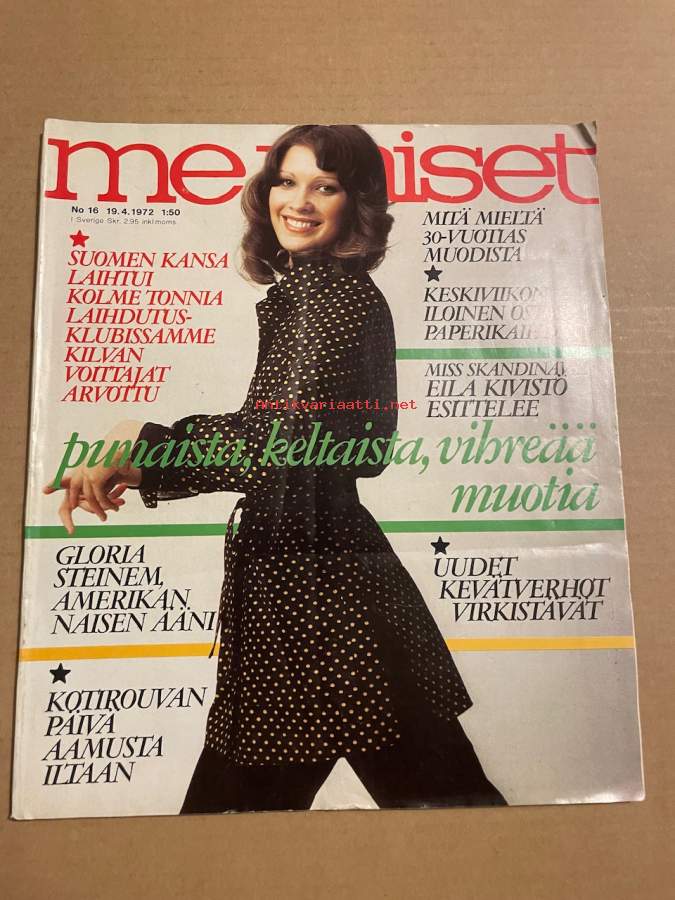 me naiset
No 16 19.4.1972 1:50
I Sverige Skr. 2.95 inkl moms
SUOMEN KANSA
LAIHTUI
KOLME TONNIA
LAIHDUTUS-
KLUBISSAMME
KILVAN
VOITTAJAT
ARVOTTU
MITÄ MIELTÄ
30-VUOTIAS
MUODISTA
KESKIVIIKON
ILOINEN
MISS
EILA KIVISTÖ
ESITTELEE
Antikvariaatti.net
punaista, keltaista, vihreää
muotia
GLORIA
STEINEM,
AMERIKAN
NAISEN ÄÄNI
UUDET
KEVÄTVERHOT
VIRKISTÄVÄT
KOTIROUVAN
PÄIVÄ
AAMUSTA
ILTAAN